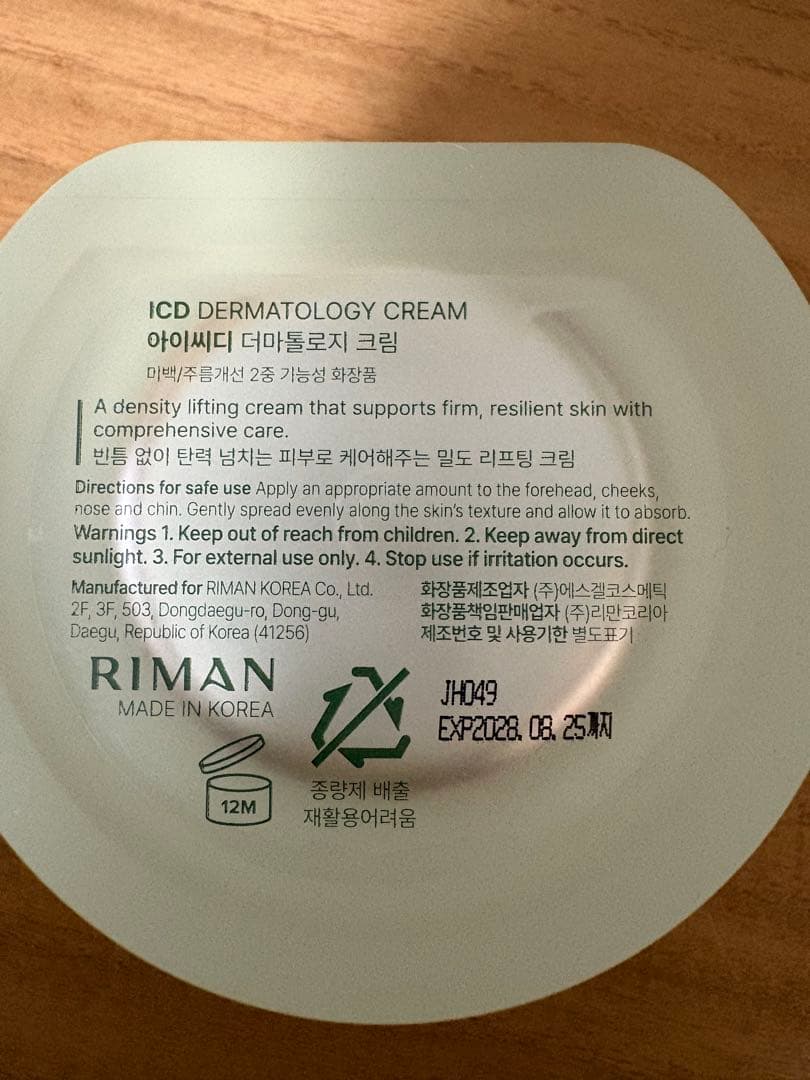 ICD DERMATOLOGY CREAM
아이씨디 더마톨로지 크림
미백/주름개선 2중 기능성 화장품
A density lifting cream that supports firm, resilient skin with
comprehensive care.
빈틈 없이 탄력 넘치는 피부로 케어해주는 밀도 리프팅 크림
Directions for safe use Apply an appropriate amount to the forehead, cheeks,
nose and chin. Gently spread evenly along the skin's texture and allow it to absorb.
Warnings 1. Keep out of reach from children. 2. Keep away from direct
sunlight. 3. For external use only. 4. Stop use if irritation occurs.
Manufactured for RIMAN KOREA Co., Ltd.
2F, 3F, 503, Dongdaegu-ro, Dong-gu,
Daegu, Republic of Korea (41256)
화장품제조업자 (주)에스겔코스메틱
화장품책임판매업자 (주)리만코리아
제조번호 및 사용기한 별도표기
RIMAN
MADE IN KOREA
12M
종량제 배출
재활용어려움
JH049
EXP2028. 08. 25까지